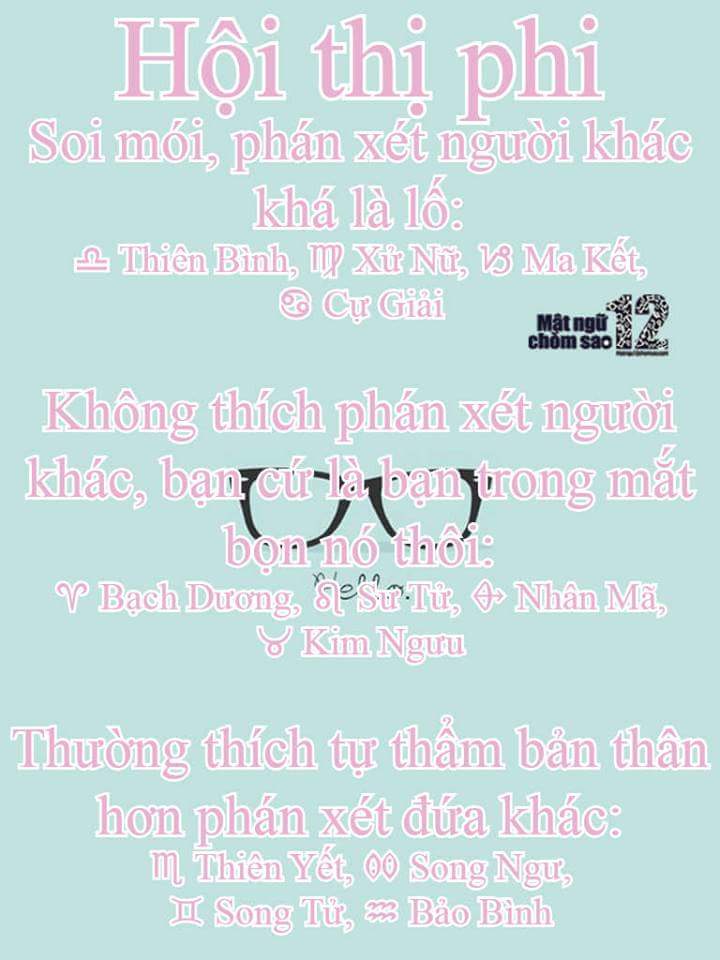 Hội thị phi
Soi mói, phán xét người khác
khá là lố:
♎ Thiên Bình, ♍ Xử Nữ, ♑ Ma Kết,
♋ Cự Giải
Mật ngữ 12
chòm sao
Không thích phán xét người
khác, bạn cứ là bạn trong mắt
bọn nó thôi:
Hello.
♈ Bạch Dương, ♌ Sư Tử, Nhân Mã,
♉ Kim Ngưu
Thường thích tự thẩm bản thân
hơn phán xét đứa khác:
♏ Thiên Yết, Song Ngư,
♊ Song Tử, ♒ Bảo Bình